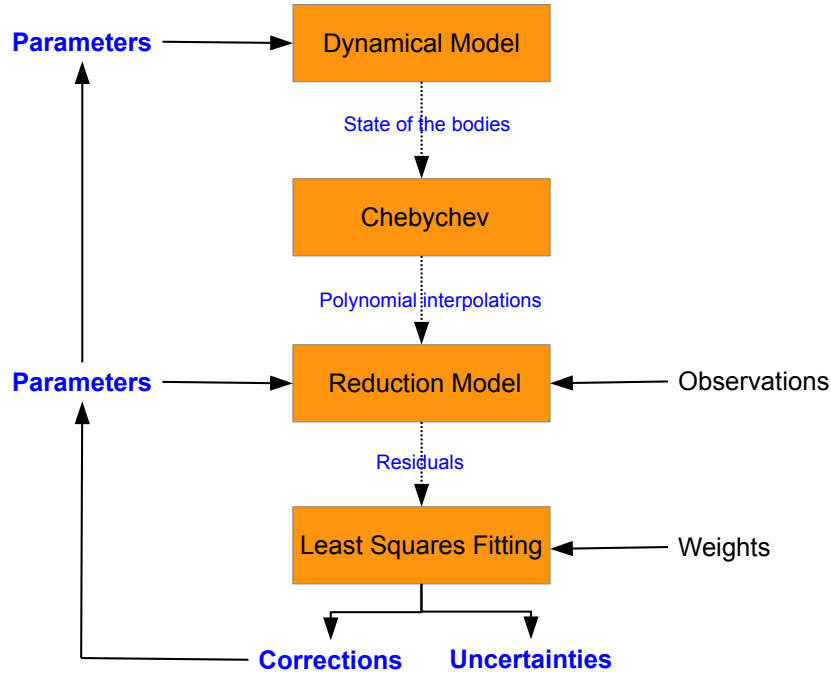 Parameters
Dynamical Model
State of the bodies
Chebychev
Polynomial interpolations
Parameters
Reduction Model
Observations
Residuals
Least Squares Fitting
Weights
Corrections
Uncertainties